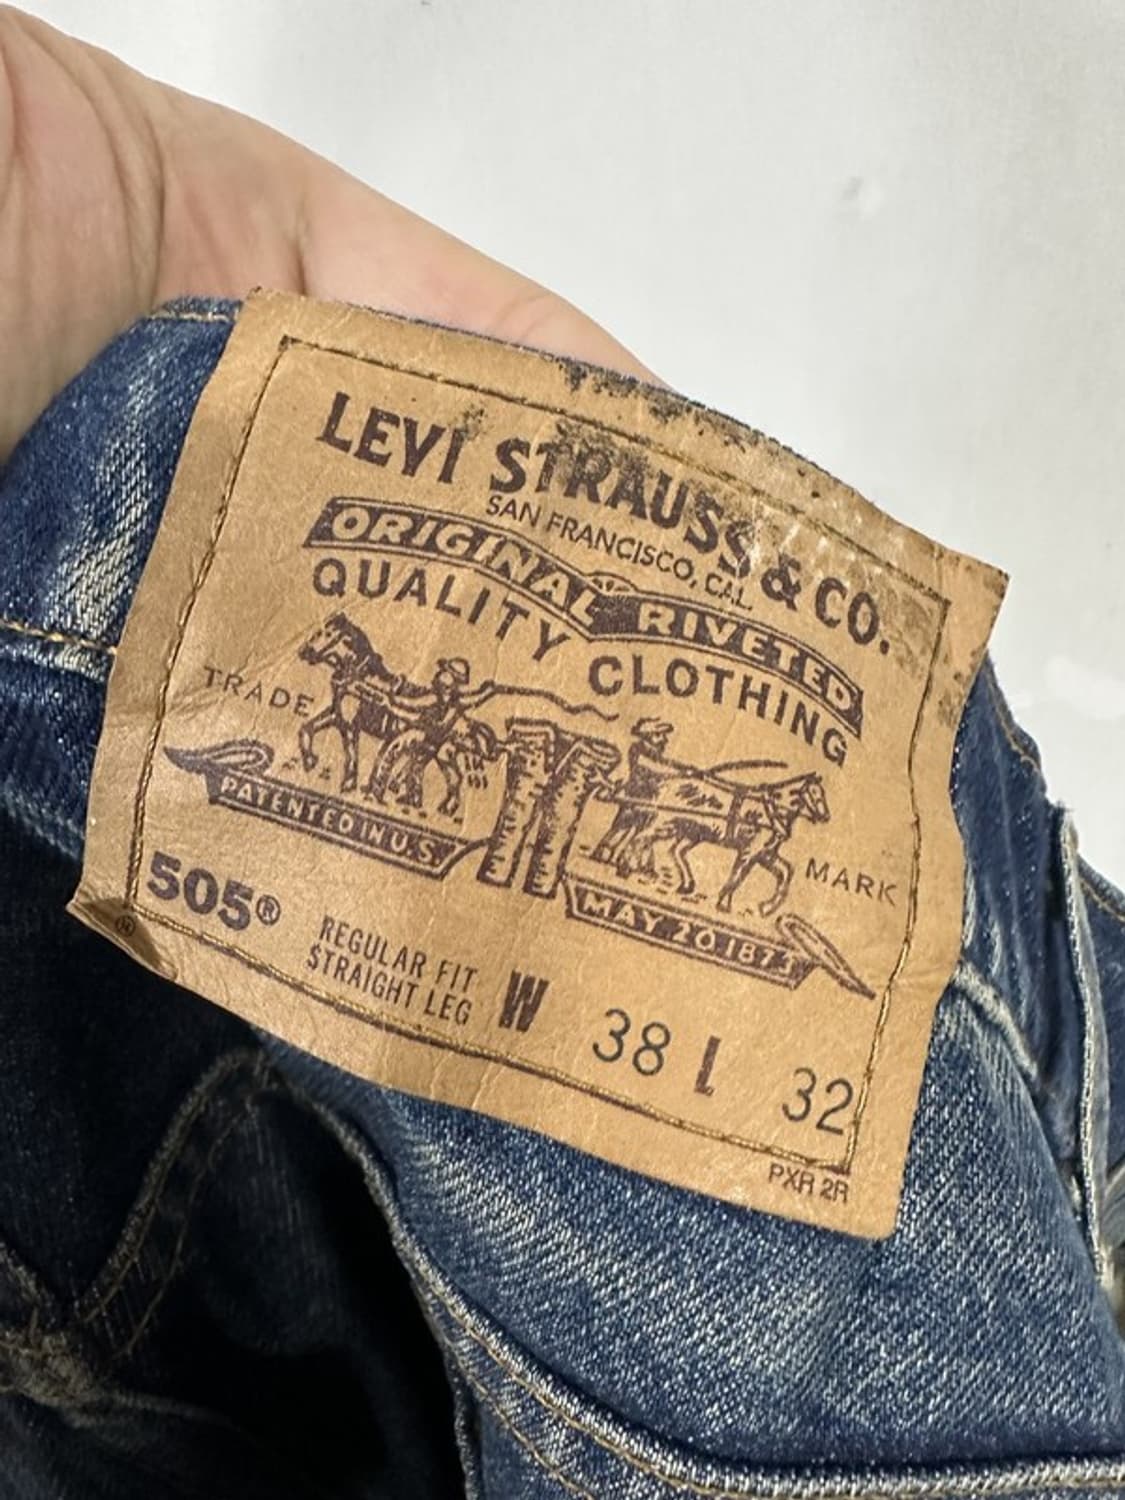 LEVI STRAUSS & CO.
SAN FRANCISCO, CAL.
ORIGINAL RIVETED
QUALITY CLOTHING
TRADE MARK
PATENTED IN U.S.
MAY 20 1873
505®
REGULAR FIT
STRAIGHT LEG
W 38 L 32
PXR 2R
®